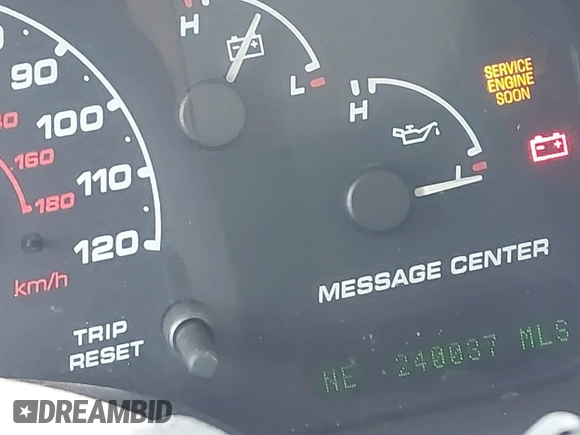 90
100
110
120
160
180
km/h
TRIP
RESET
H
L
H
L
SERVICE
ENGINE
SOON
MESSAGE CENTER
NE 240037 MLS
DREAMBID